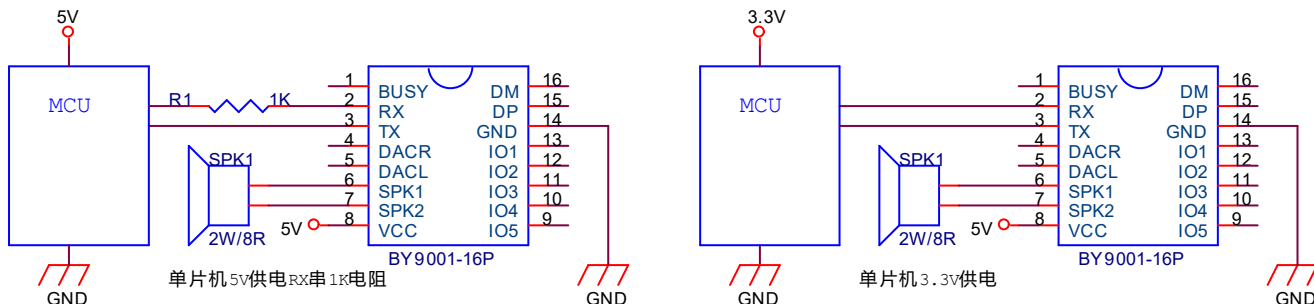 5V
MCU
R1 1K
1 BUSY DM 16
2 RX DP 15
3 TX GND 14
4 DACR IO1 13
5 DACL IO2 12
6 SPK1 IO3 11
7 SPK2 IO4 10
8 VCC IO5 9
SPK1
2W/8R
5V
BY9001-16P
GND
单片机5V供电RX串1K电阻
GND
3.3V
MCU
1 BUSY DM 16
2 RX DP 15
3 TX GND 14
4 DACR IO1 13
5 DACL IO2 12
6 SPK1 IO3 11
7 SPK2 IO4 10
8 VCC IO5 9
SPK1
2W/8R
5V
BY9001-16P
GND
单片机3.3V供电
GND